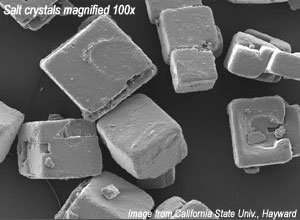 Salt crystals magnified 100x
Image from California State Univ., Hayward